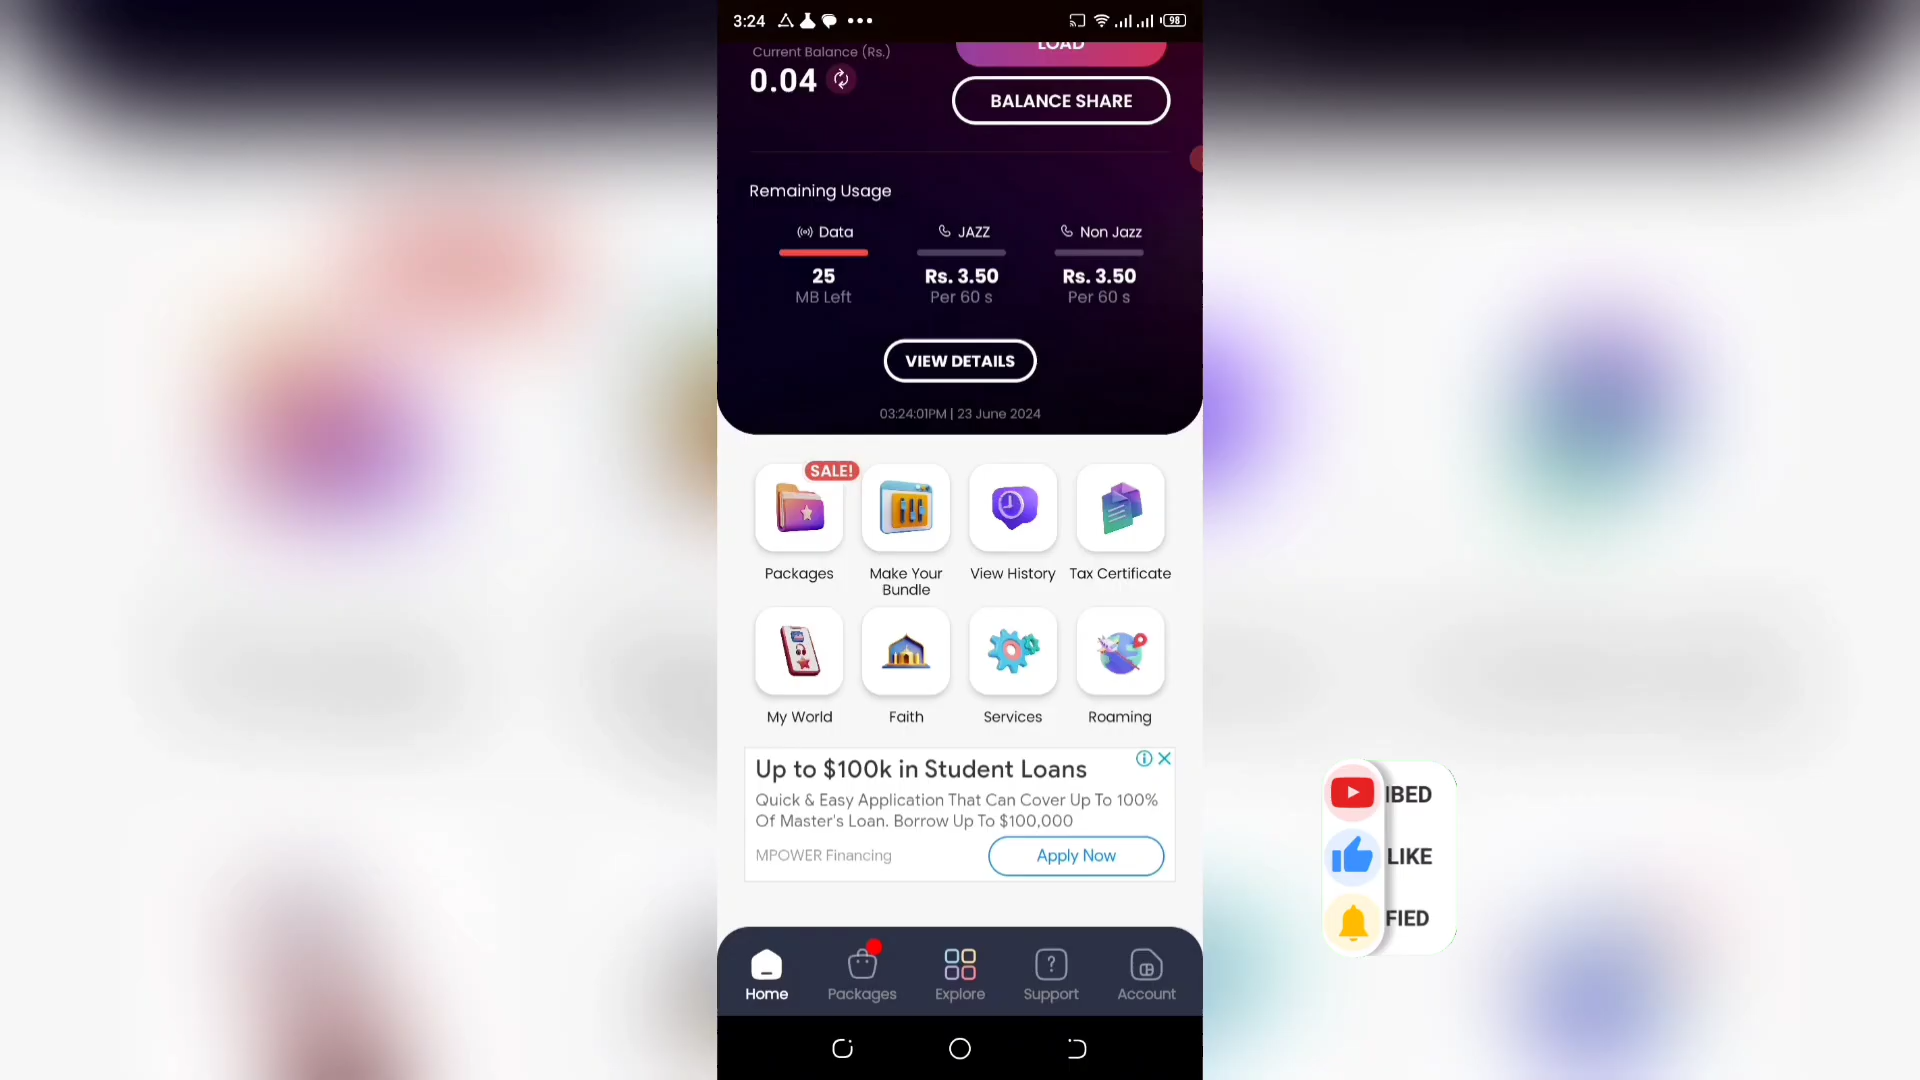 3:24
98
Current Balance (Rs.)
LOAD
0.04
BALANCE SHARE
Remaining Usage
Data
JAZZ
Non Jazz
25
Rs. 3.50
Rs. 3.50
MB Left
Per 60 s
Per 60 s
VIEW DETAILS
03:24:01PM | 23 June 2024
SALE!
Packages
Make Your
Bundle
View History
Tax Certificate
My World
Faith
Services
Roaming
Up to $100k in Student Loans
Quick & Easy Application That Can Cover Up To 100%
Of Master's Loan. Borrow Up To $100,000
MPOWER Financing
Apply Now
IBED
LIKE
FIED
Home
Packages
Explore
Support
Account